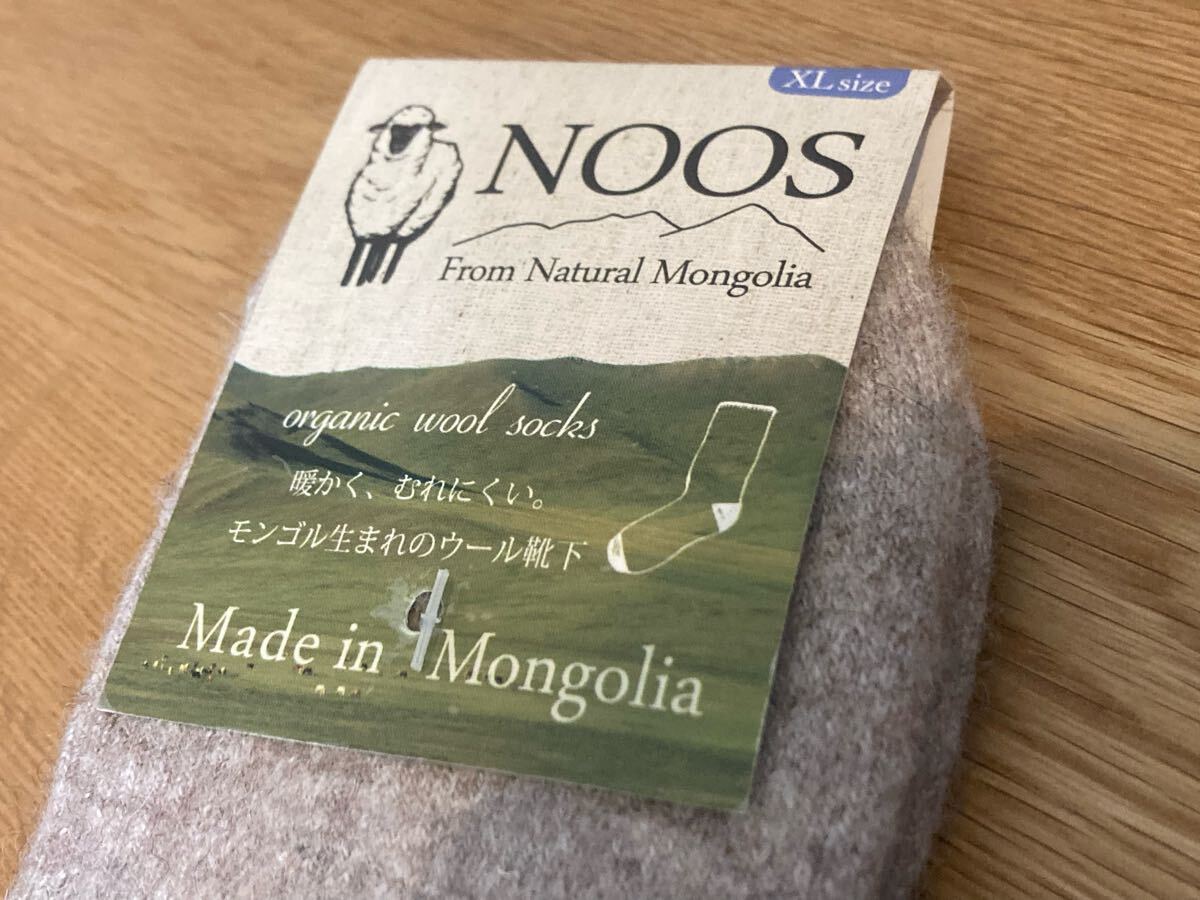 XL size
NOOS
From Natural Mongolia
organic wool socks
暖かく、むれにくい。
モンゴル生まれのウール靴下
Made in Mongolia